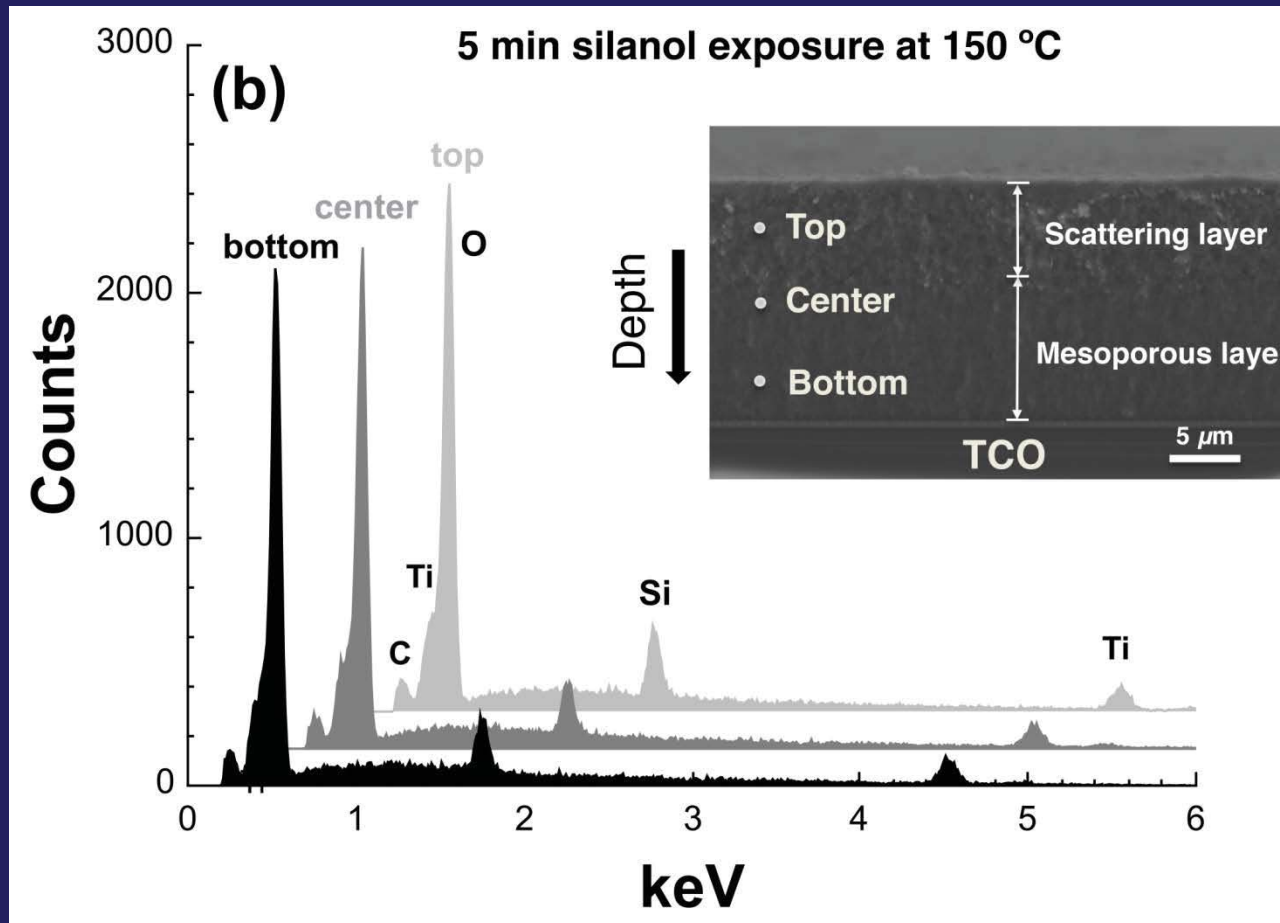 5 min silanol exposure at 150 ºC
(b)
3000
2000
1000
0
Counts
top
center
bottom
O
Ti
C
Si
Ti
0 1 2 3 4 5 6
keV
Depth
Top
Center
Bottom
Scattering layer
Mesoporous laye
TCO
5 µm